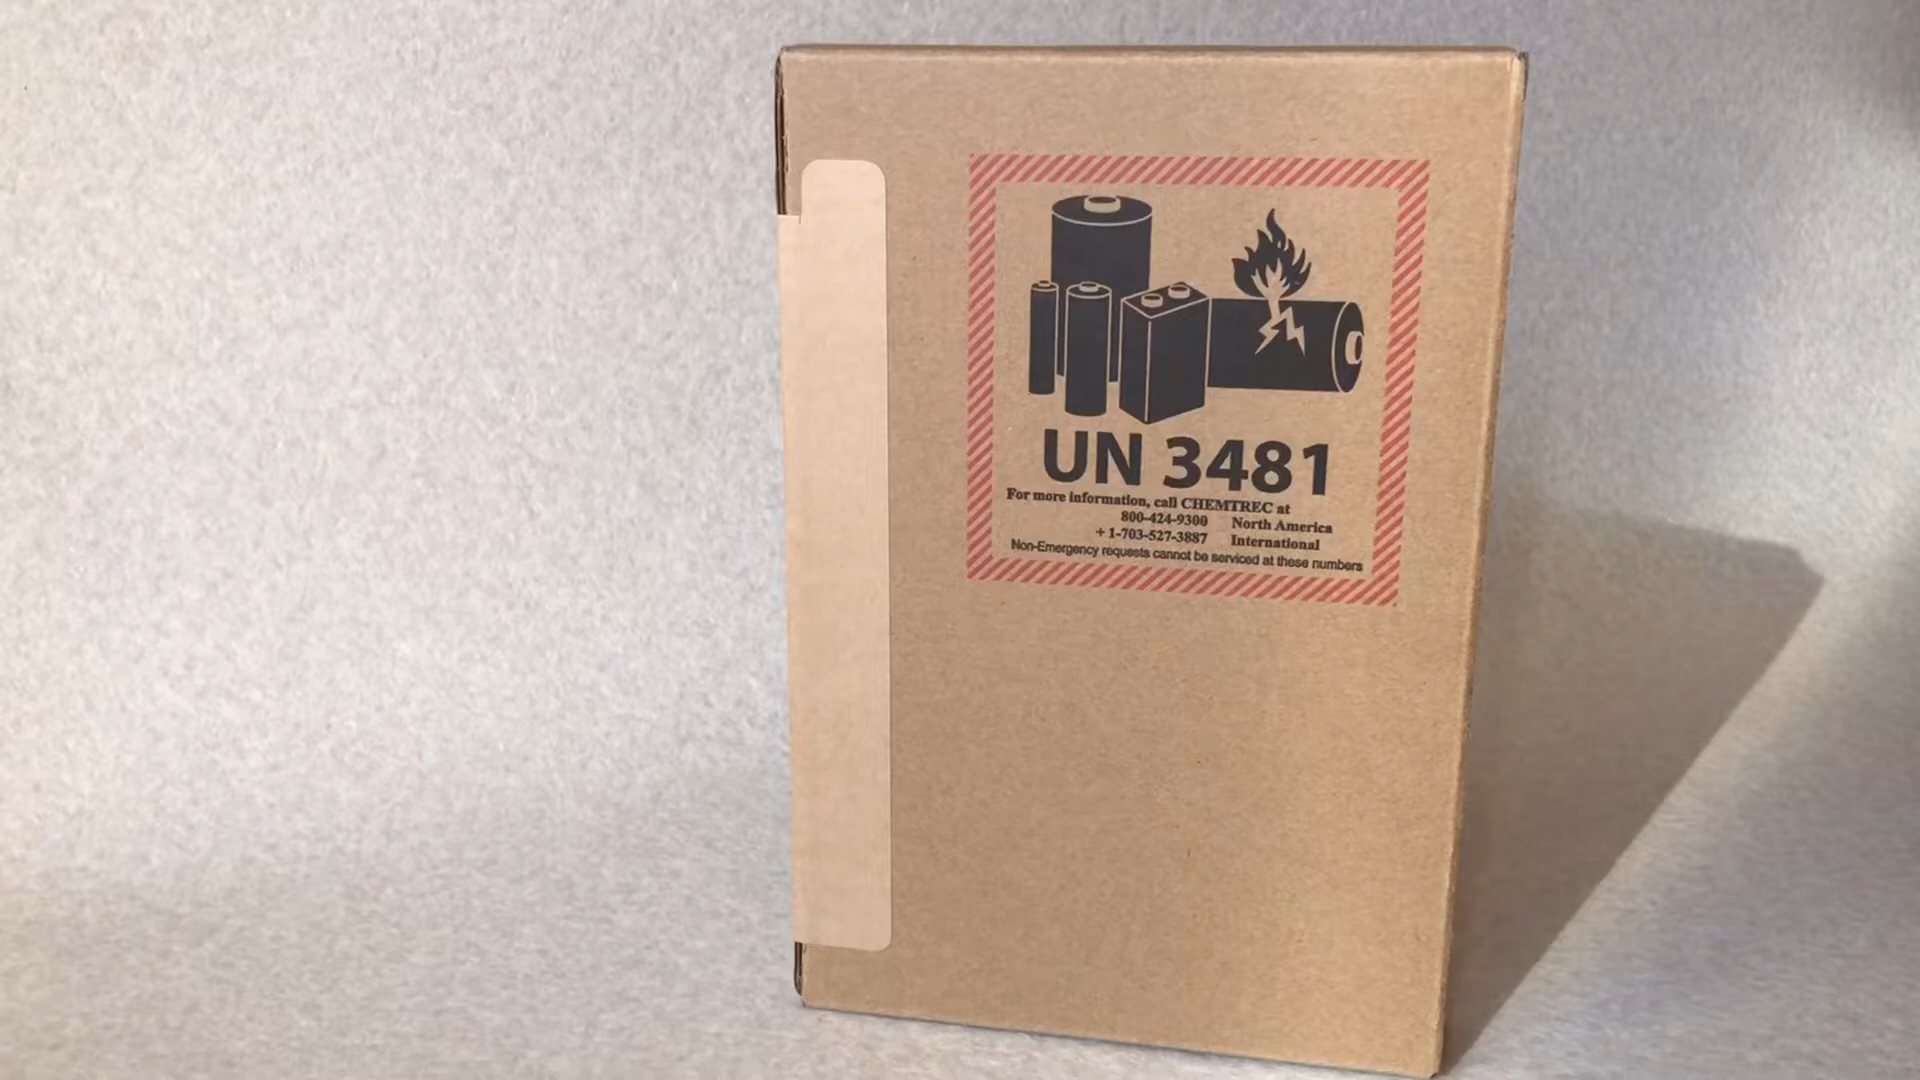 UN 3481
For more information, call CHEMTREC at
800-424-9300 North America
+ 1-703-527-3887 International
Non-Emergency requests cannot be serviced at these numbers